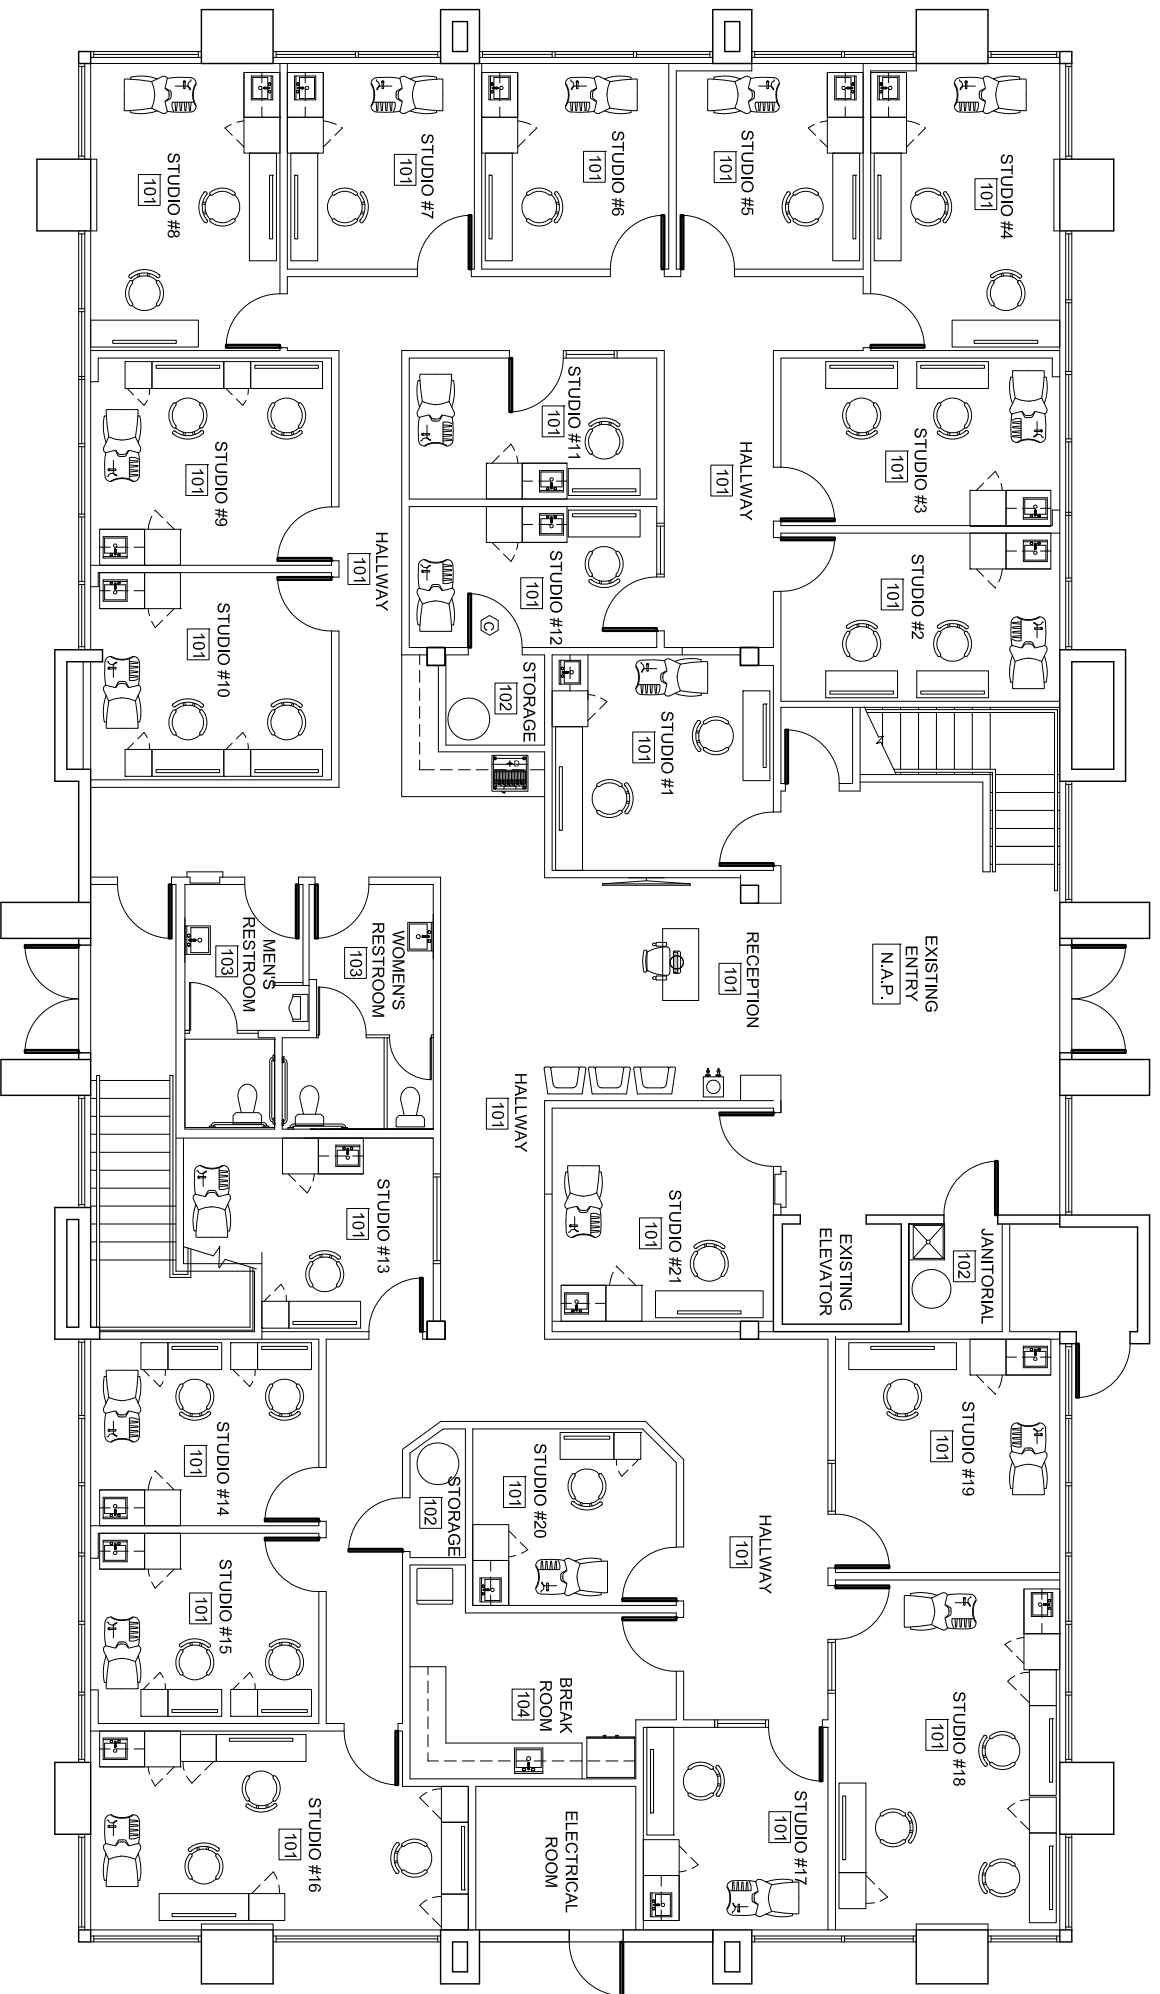 STUDIO #4
101
STUDIO #3
101
STUDIO #2
101
EXISTING
ENTRY
N.A.P.
JANITORIAL
102
EXISTING
ELEVATOR
STUDIO #19
101
STUDIO #18
101
STUDIO #5
101
HALLWAY
101
STUDIO #1
101
RECEPTION
101
STUDIO #21
101
HALLWAY
101
STUDIO #17
101
STUDIO #6
101
STUDIO #11
101
STUDIO #12
101
C
STORAGE
102
HALLWAY
101
STUDIO #20
101
STORAGE
102
BREAK
ROOM
104
ELECTRICAL
ROOM
STUDIO #7
101
HALLWAY
101
WOMEN'S
RESTROOM
103
MEN'S
RESTROOM
103
STUDIO #13
101
STUDIO #8
101
STUDIO #9
101
STUDIO #10
101
STUDIO #14
101
STUDIO #15
101
STUDIO #16
101